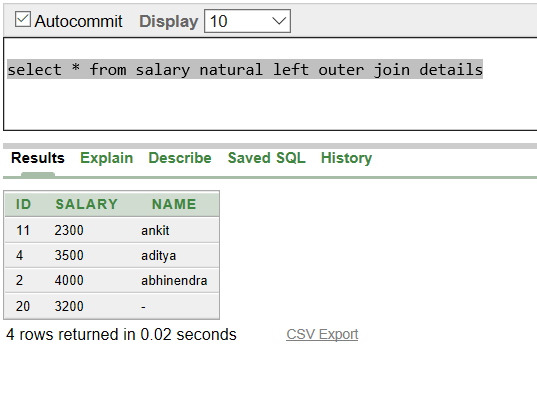 Autocommit Display 10
select * from salary natural left outer join details
Results Explain Describe Saved SQL History
ID SALARY NAME
11 2300 ankit
4 3500 aditya
2 4000 abhinendra
20 3200 -
4 rows returned in 0.02 seconds CSV Export